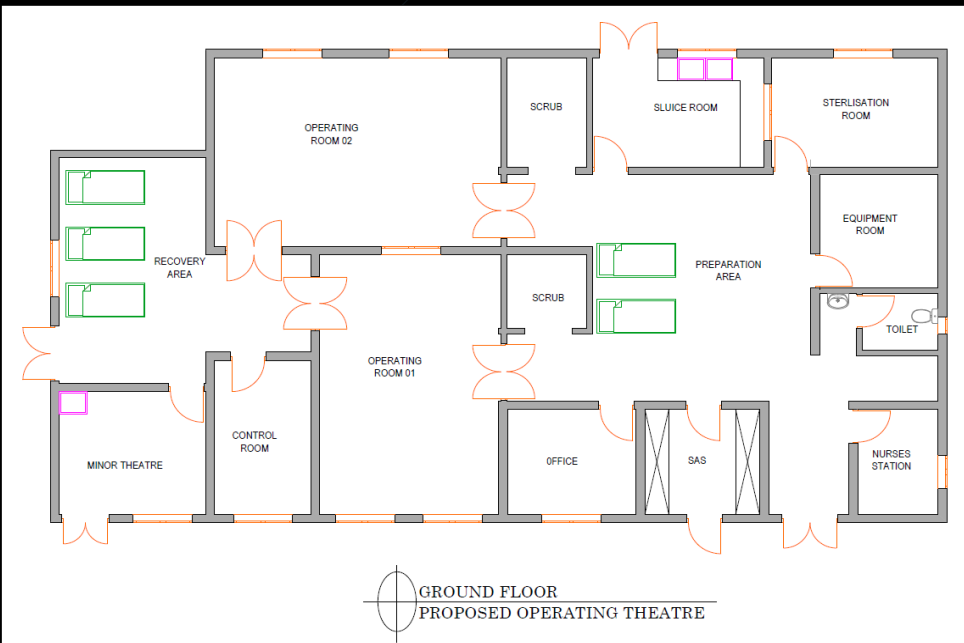 SCRUB
SLUICE ROOM
STERLISATION
ROOM
OPERATING
ROOM 02
EQUIPMENT
ROOM
RECOVERY
AREA
PREPARATION
AREA
SCRUB
TOILET
OPERATING
ROOM 01
CONTROL
ROOM
MINOR THEATRE
0FFICE
SAS
NURSES
STATION
GROUND FLOOR
PROPOSED OPERATING THEATRE